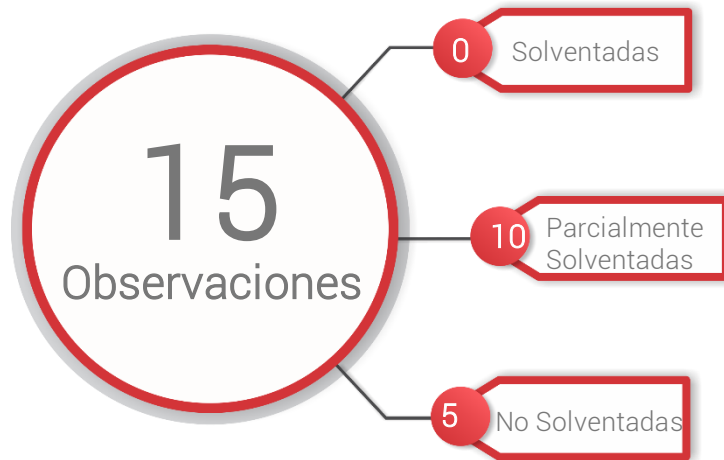 15
Observaciones
0
Solventadas
10
Parcialmente
Solventadas
5
No Solventadas